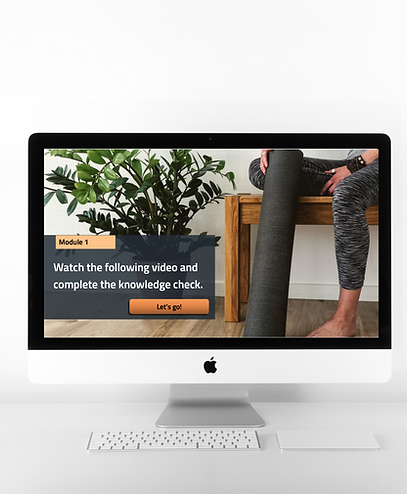 Module 1
Watch the following video and
complete the knowledge check.
Let's go!